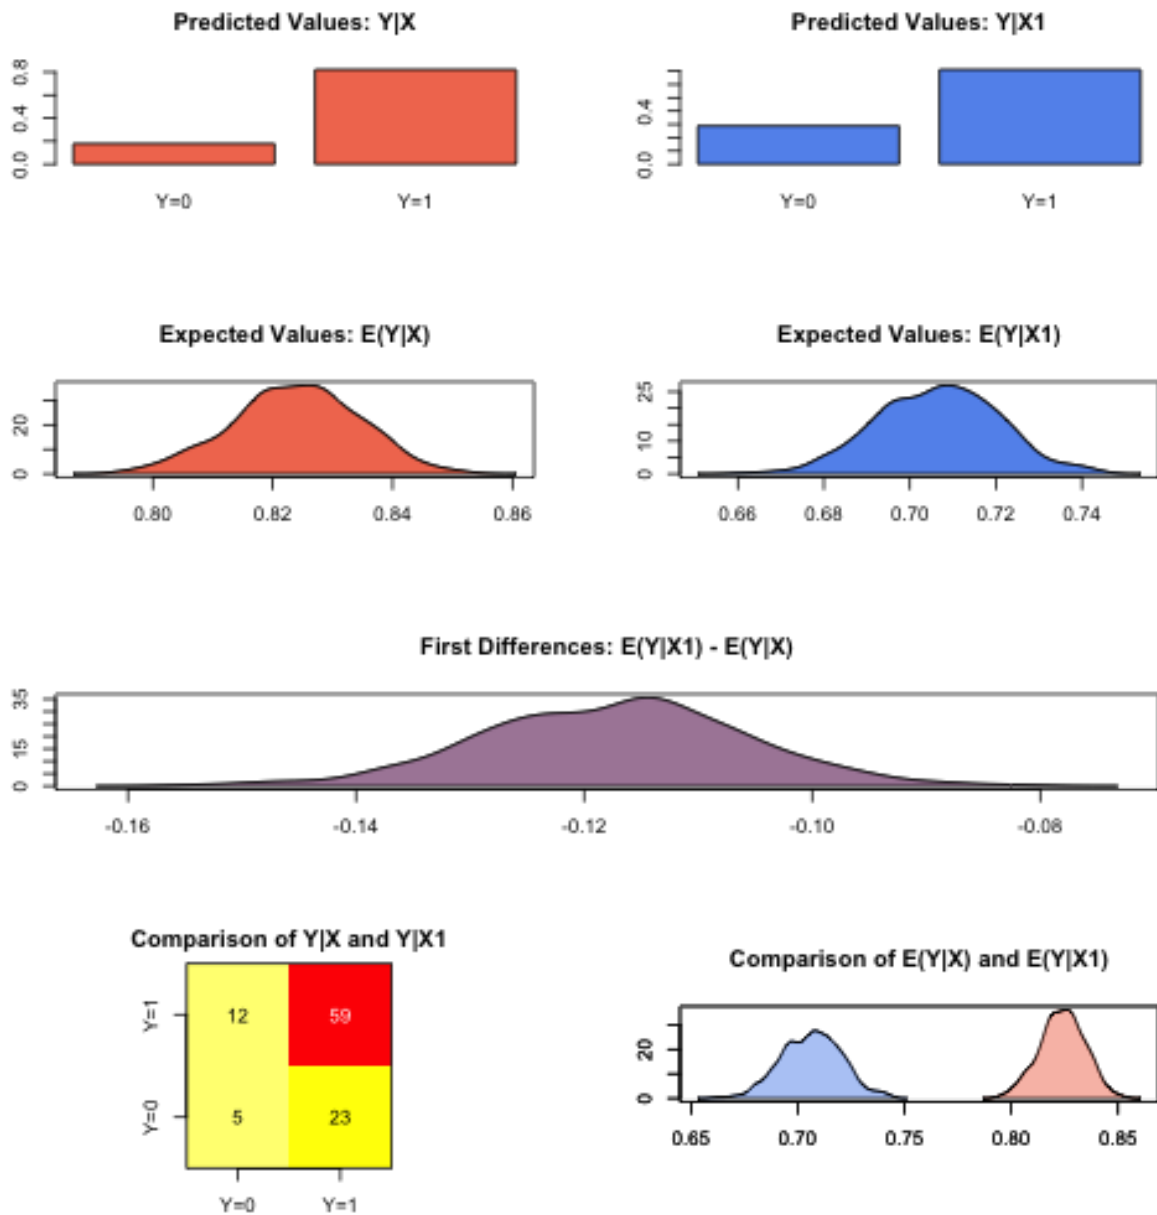 Predicted Values: Y|X
0.0 0.4 0.8
Y=0 Y=1
Predicted Values: Y|X1
0.0 0.4
Y=0 Y=1
Expected Values: E(Y|X)
0 20
0.80 0.82 0.84 0.86
Expected Values: E(Y|X1)
0 10 25
0.66 0.68 0.70 0.72 0.74
First Differences: E(Y|X1) - E(Y|X)
0 15 35
-0.16 -0.14 -0.12 -0.10 -0.08
Comparison of Y|X and Y|X1
Y=1 12 59
Y=0 5 23
Y=0 Y=1
Comparison of E(Y|X) and E(Y|X1)
0 20
0.65 0.70 0.75 0.80 0.85